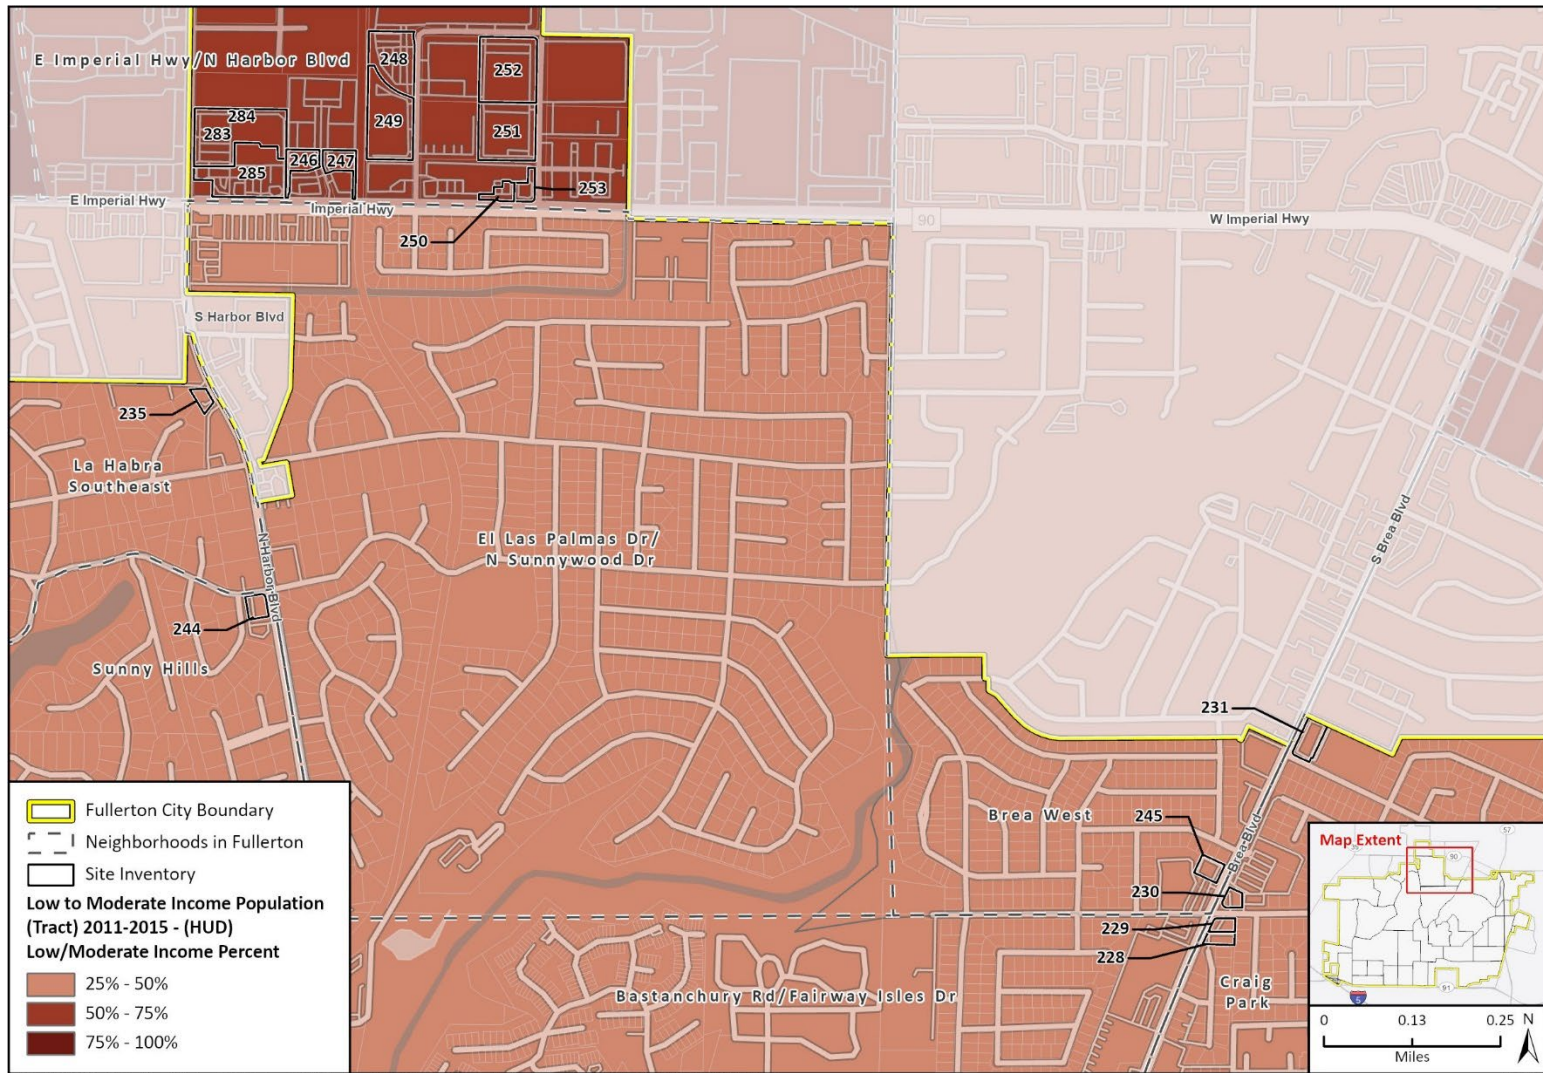 E Imperial Hwy/N Harbor Blvd
248
252
284
283
249
251
246
247
285
253
E Imperial Hwy
Imperial Hwy
90
W Imperial Hwy
250
S Harbor Blvd
235
La Habra
Southeast
S Brea Blvd
El Las Palmas Dr/
N Sunnywood Dr
N Harbor Blvd
244
Sunny Hills
231
Brea West
245
Brea Blvd
230
229
228
Craig
Park
Bastanchury Rd/Fairway Isles Dr
Fullerton City Boundary
Neighborhoods in Fullerton
Site Inventory
Low to Moderate Income Population
(Tract) 2011-2015 - (HUD)
Low/Moderate Income Percent
25% - 50%
50% - 75%
75% - 100%
Map Extent
57
90
91
5
0 0.13 0.25
Miles
N